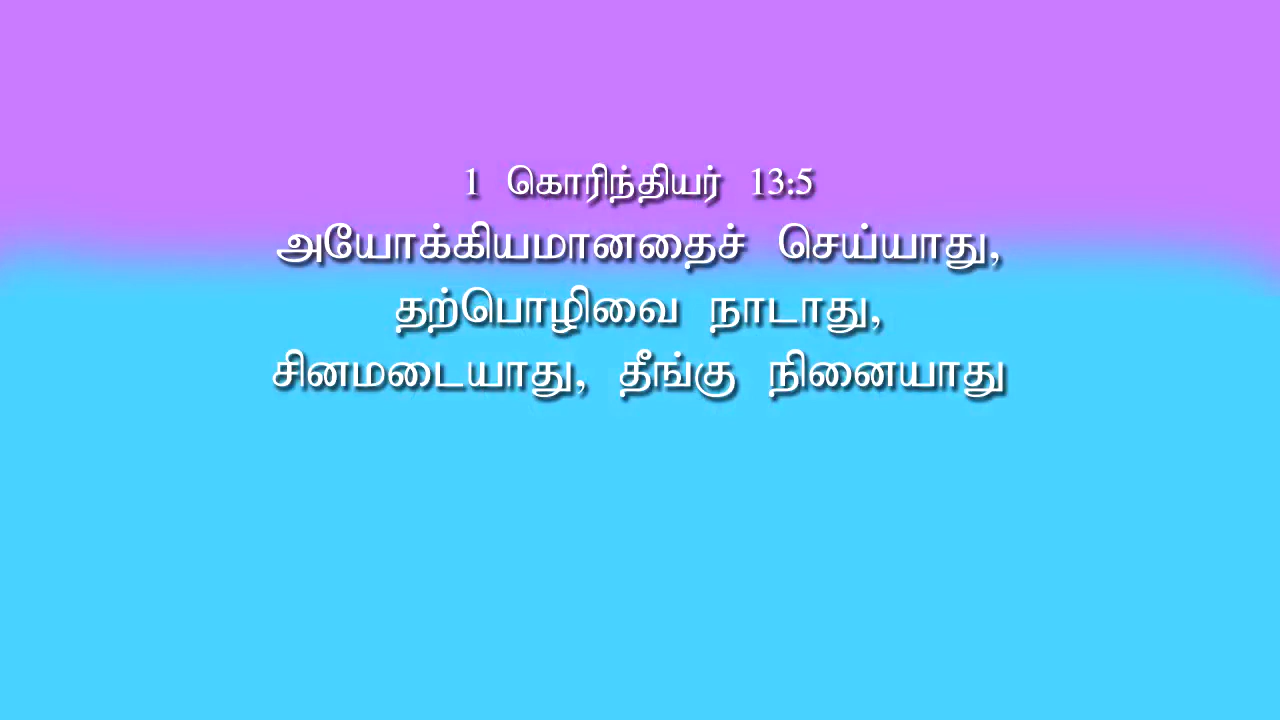 1 கொரிந்தியர் 13:5
அயோக்கியமானதைச் செய்யாது,
தற்பொழிவை நாடாது,
சினமடையாது, தீங்கு நினையாது